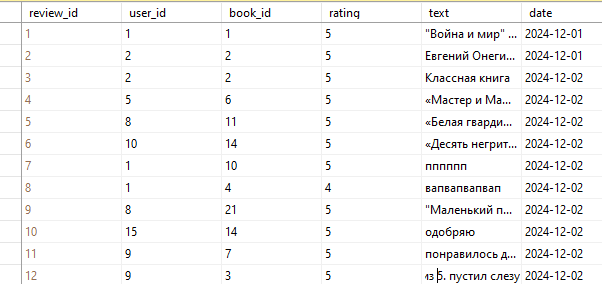 review_id user_id book_id rating text date
1 1 1 5 "Война и мир" ... 2024-12-01
2 2 2 5 Евгений Онеги... 2024-12-01
3 2 2 5 Классная книга 2024-12-02
4 5 6 5 «Мастер и Ма... 2024-12-02
5 8 11 5 «Белая гварди... 2024-12-02
6 10 14 5 «Десять негрит... 2024-12-02
7 1 10 5 пппппп 2024-12-02
8 1 4 4 вапвапвапвап 2024-12-02
9 8 21 5 "Маленький п... 2024-12-02
10 15 14 5 одобряю 2024-12-02
11 9 7 5 понравилось д... 2024-12-02
12 9 3 5 из 5. пустил слезу 2024-12-02